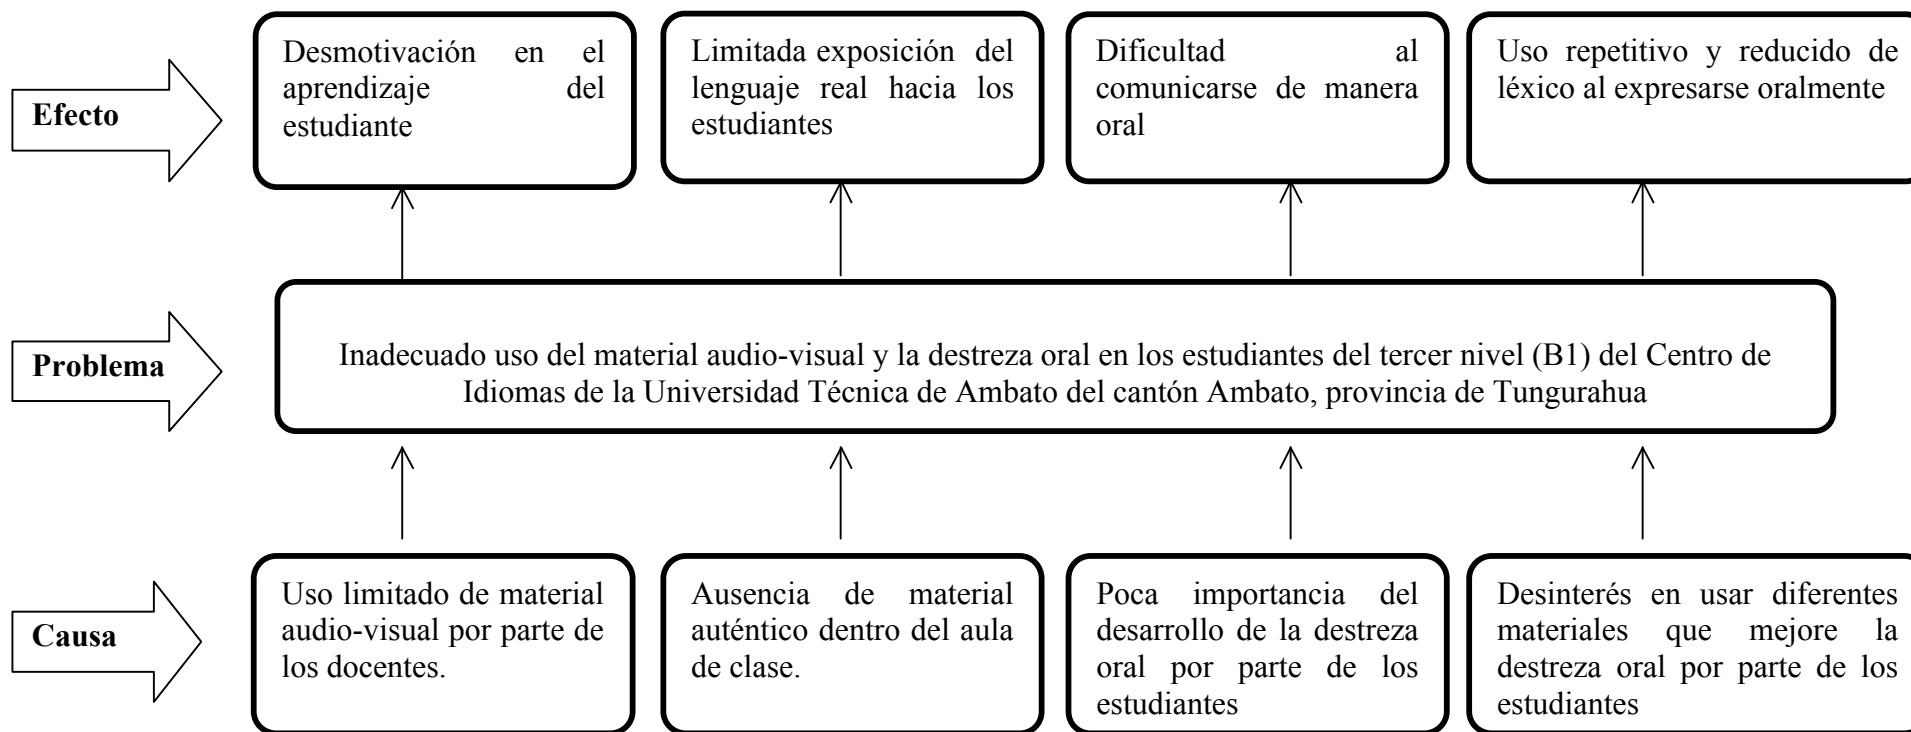 Efecto
Desmotivación en el
aprendizaje del
estudiante
Limitada exposición del
lenguaje real hacia los
estudiantes
Dificultad al
comunicarse de manera
oral
Uso repetitivo y reducido de
léxico al expresarse oralmente
Problema
Inadecuado uso del material audio-visual y la destreza oral en los estudiantes del tercer nivel (B1) del Centro de
Idiomas de la Universidad Técnica de Ambato del cantón Ambato, provincia de Tungurahua
Causa
Uso limitado de material
audio-visual por parte de
los docentes.
Ausencia de material
auténtico dentro del aula
de clase.
Poca importancia del
desarrollo de la destreza
oral por parte de los
estudiantes
Desinterés en usar diferentes
materiales que mejore la
destreza oral por parte de los
estudiantes